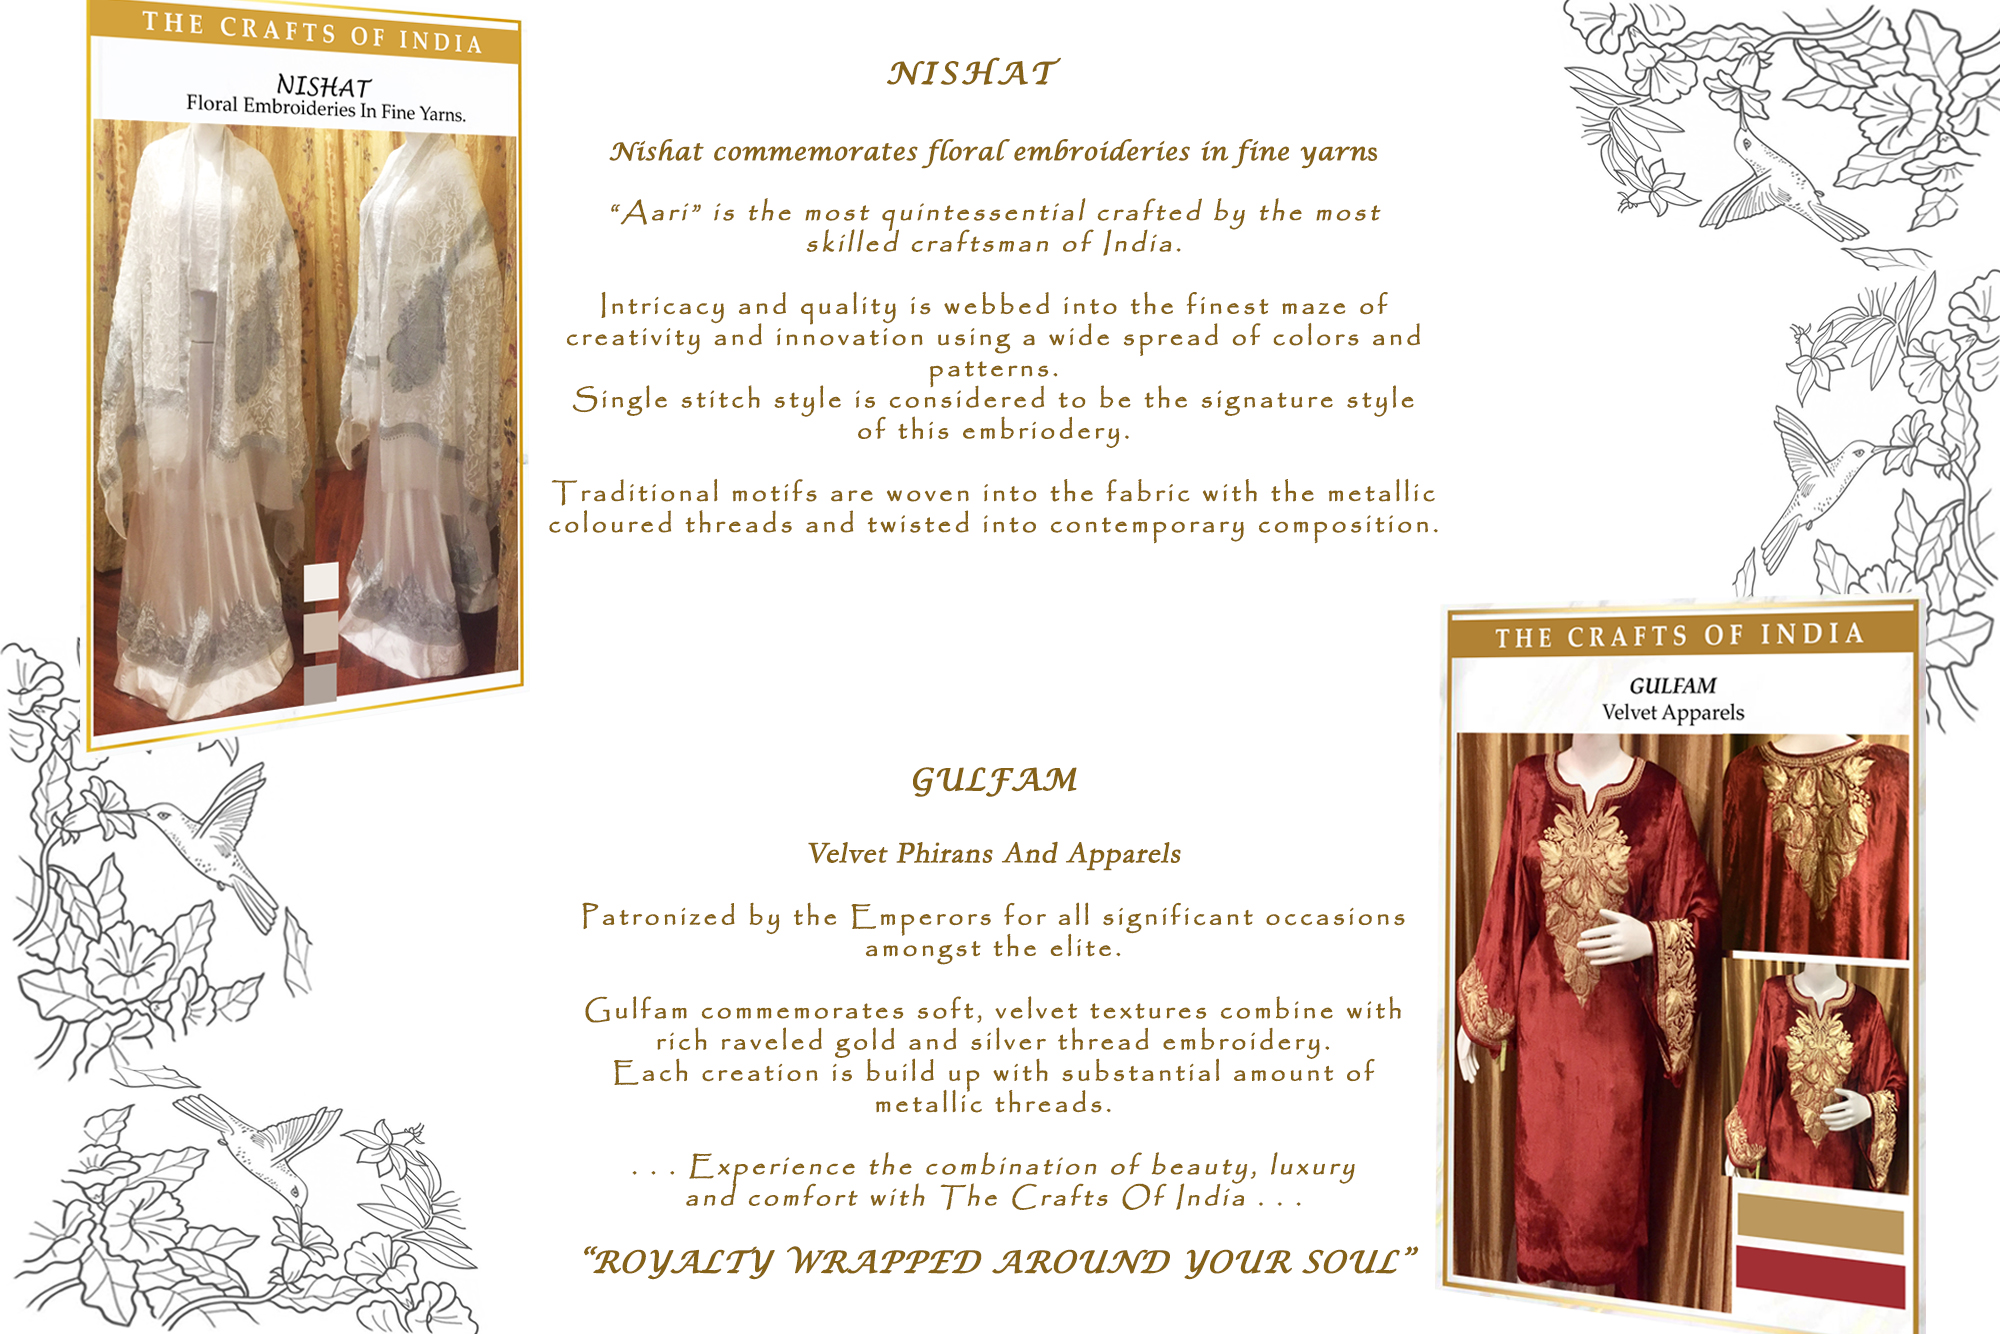 THE CRAFTS OF INDIA
NISHAT
Floral Embroideries In Fine Yarns.
NISHAT
Nishat commemorates floral embroideries in fine yarns
“Aari” is the most quintessential crafted by the most
skilled craftsman of India.
Intricacy and quality is webbed into the finest maze of
creativity and innovation using a wide spread of colors and
patterns.
Single stitch style is considered to be the signature style
of this embriodery.
Traditional motifs are woven into the fabric with the metallic
coloured threads and twisted into contemporary composition.
THE CRAFTS OF INDIA
GULFAM
Velvet Apparels
GULFAM
Velvet Phirans And Apparels
Patronized by the Emperors for all significant occasions
amongst the elite.
Gulfam commemorates soft, velvet textures combine with
rich raveled gold and silver thread embroidery.
Each creation is build up with substantial amount of
metallic threads.
. . . Experience the combination of beauty, luxury
and comfort with The Crafts Of India . . .
“ROYALTY WRAPPED AROUND YOUR SOUL”